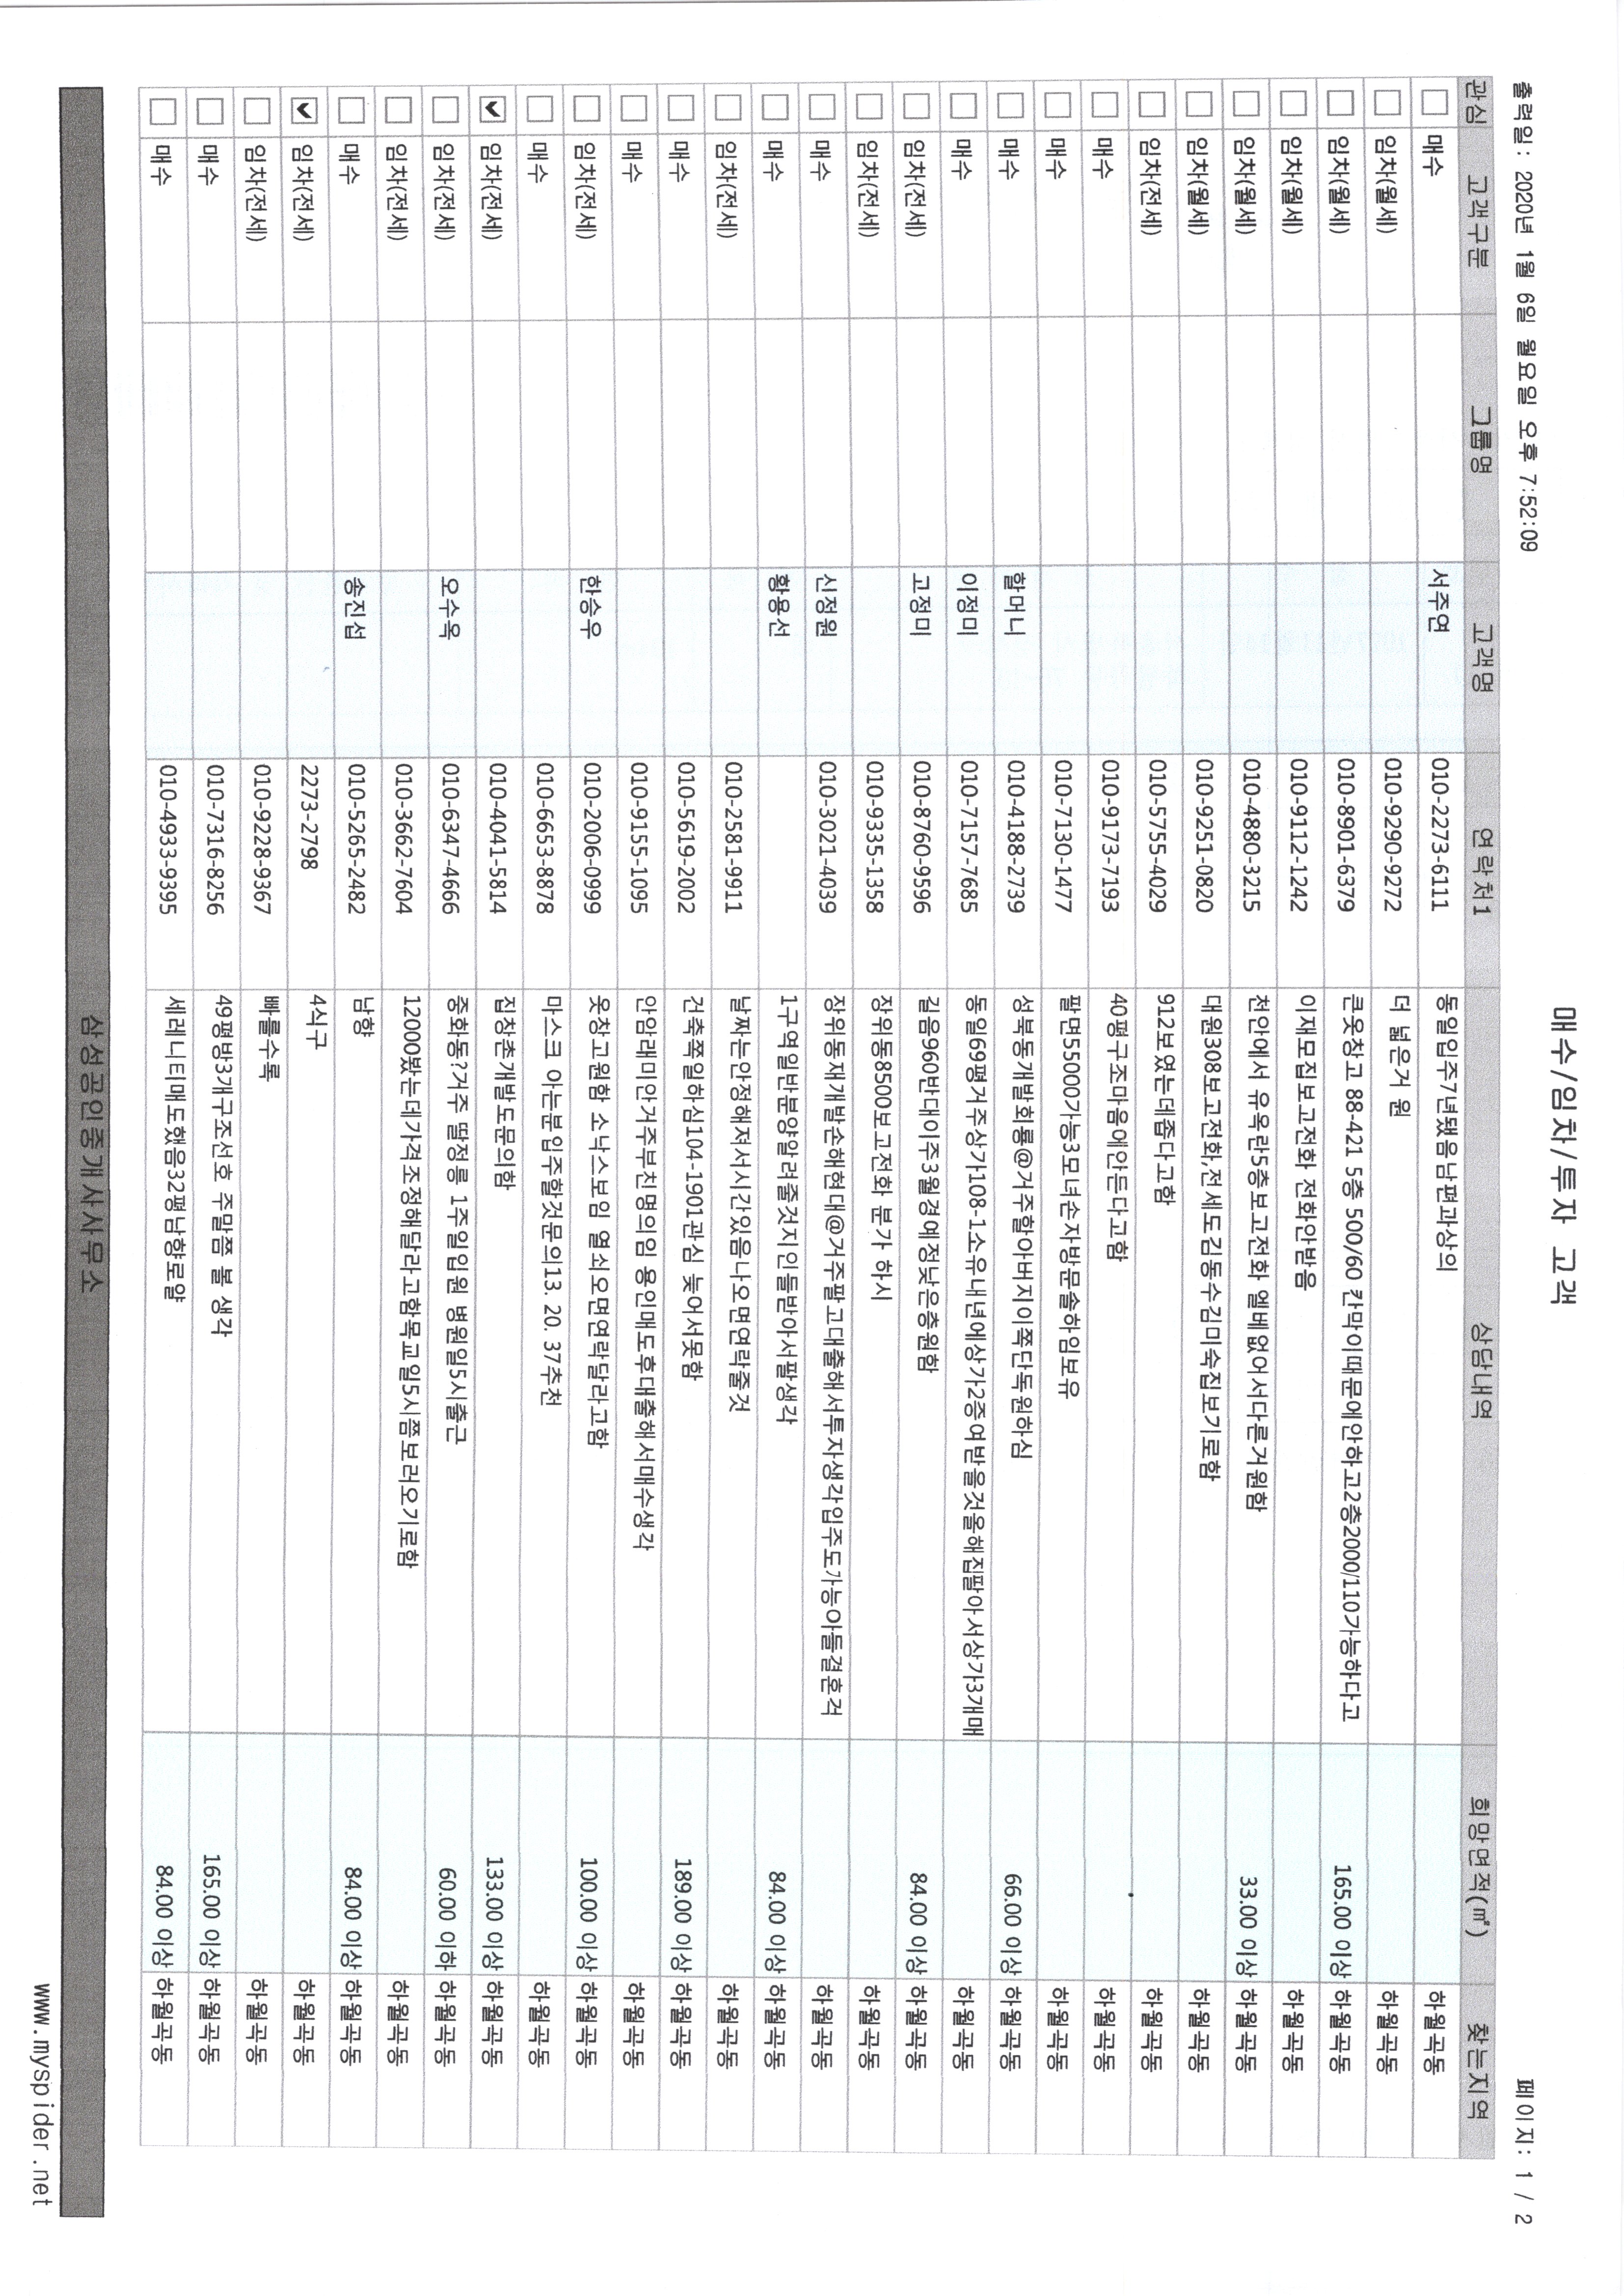 매수/임차/투자 고객
출력일: 2020년 1월 6일 월요일 오후 7:52:09
페이지: 1 / 2
관심 고객구분 그룹명 고객명 연락처1 상담내역 희망면적(㎡) 찾는지역
매수 서주연 010-2273-6111 동일입주7년됐음남편과상의 하월곡동
임차(월세) 010-9290-9272 더 넓은거 원 하월곡동
임차(월세) 010-8901-6379 큰옷창고 88-421 5층 500/60 칸막이때문에안하고2층2000/110가능하다고 165.00 이상 하월곡동
임차(월세) 010-9112-1242 이재모집보고전화 전화안받음 하월곡동
임차(월세) 010-4880-3215 천안에서 유옥란5층보고전화 엘베없어서다른거원함 33.00 이상 하월곡동
임차(월세) 010-9251-0820 대원308보고전화,전세도김동수김미숙집보기로함 하월곡동
임차(전세) 010-5755-4029 912보였는데좁다고함 하월곡동
매수 010-9173-7193 40평구조마음에안든다고함 하월곡동
매수 010-7130-1477 팔면55000가능3모녀손자방문솔하임보유 하월곡동
매수 할머니 010-4188-2739 성북동개발회룡@거주할아버지이쪽단독원하심 66.00 이상 하월곡동
매수 이정미 010-7157-7685 동일69평거주상가108-1소유내년에상가2증여받을것올해집팔아서상가3개매 하월곡동
임차(전세) 고정미 010-8760-9596 길음960반대이주3월경예정낮은층원함 84.00 이상 하월곡동
임차(전세) 010-9335-1358 장위동8500보고전화 분가 하시 하월곡동
매수 신정원 010-3021-4039 장위동재개발손해현대@거주팔고대출해서투자생각입주도가능아들결혼걱 하월곡동
매수 황용선 1구역일반분양알려줄것지인들받아서팔생각 84.00 이상 하월곡동
임차(전세) 010-2581-9911 날짜는안정해져서시간있음나오면연락줄것 하월곡동
매수 010-5619-2002 건축쪽일하심104-1901관심 늦어서못함 189.00 이상 하월곡동
매수 010-9155-1095 안암래미안거주부친명의임 용인매도후대출해서매수생각 하월곡동
임차(전세) 한승우 010-2006-0999 옷창고원함 소낙스보임 열쇠오면연락달라고함 100.00 이상 하월곡동
매수 010-6653-8878 마스크 아는분입주할것문의13. 20. 37추천 하월곡동
임차(전세) 010-4041-5814 집창촌개발도문의함 133.00 이상 하월곡동
임차(전세) 오수옥 010-6347-4666 중화동?거주 딸정릉 1주일입원 병원일5시출근 60.00 이하 하월곡동
임차(전세) 010-3662-7604 12000봤는데가격조정해달라고함목교일5시쯤보러오기로함 하월곡동
매수 송진섭 010-5265-2482 남향 84.00 이상 하월곡동
임차(전세) 2273-2798 4식구 하월곡동
임차(전세) 010-9228-9367 빠를수록 하월곡동
매수 010-7316-8256 49평방3개구조선호 주말쯤 볼 생각 165.00 이상 하월곡동
매수 010-4933-9395 세레니티매도했음32평남향로얄 84.00 이상 하월곡동
삼성공인중개사사무소
www.myspider.net